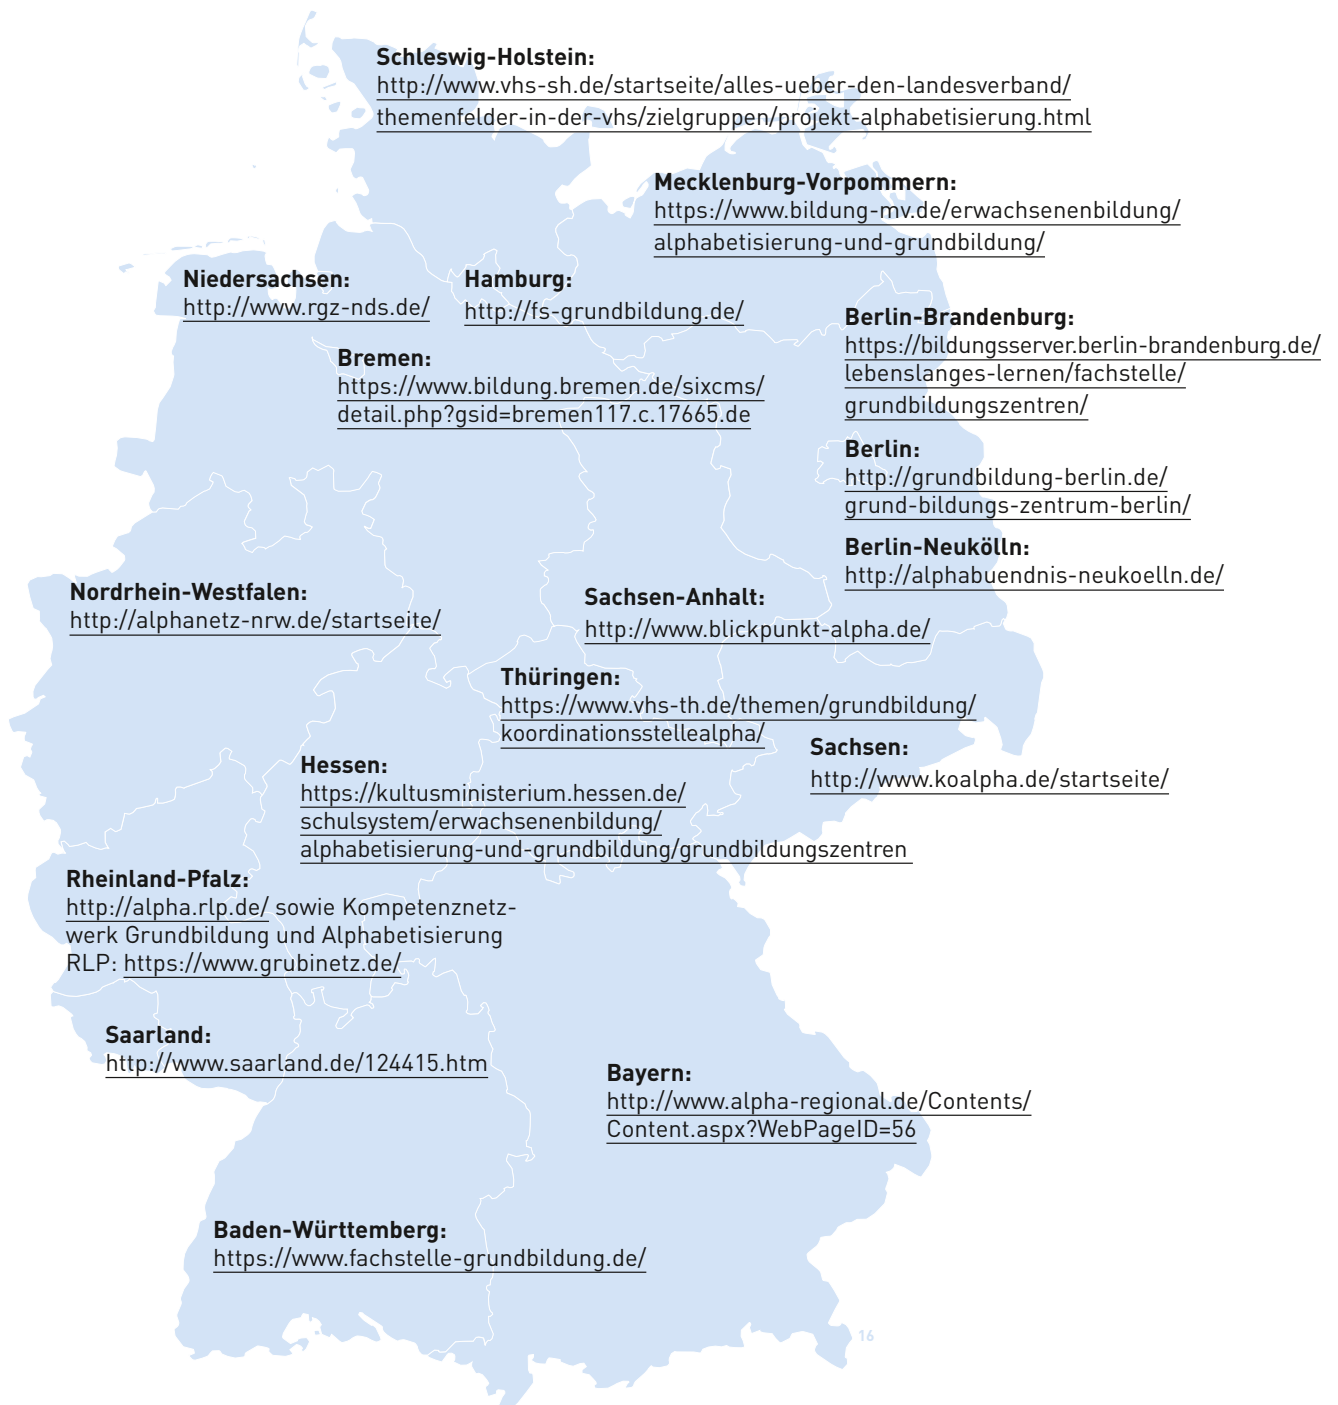 Schleswig-Holstein:
http://www.vhs-sh.de/startseite/alles-ueber-den-landesverband/
themenfelder-in-der-vhs/zielgruppen/projekt-alphabetisierung.html
Mecklenburg-Vorpommern:
https://www.bildung-mv.de/erwachsenenbildung/
alphabetisierung-und-grundbildung/
Niedersachsen:
http://www.rgz-nds.de/
Hamburg:
http://fs-grundbildung.de/
Berlin-Brandenburg:
https://bildungsserver.berlin-brandenburg.de/
lebenslanges-lernen/fachstelle/
grundbildungszentren/
Bremen:
https://www.bildung.bremen.de/sixcms/
detail.php?gsid=bremen117.c.17665.de
Berlin:
http://grundbildung-berlin.de/
grund-bildungs-zentrum-berlin/
Berlin-Neukölln:
http://alphabuendnis-neukoelln.de/
Nordrhein-Westfalen:
http://alphanetz-nrw.de/startseite/
Sachsen-Anhalt:
http://www.blickpunkt-alpha.de/
Thüringen:
https://www.vhs-th.de/themen/grundbildung/
koordinationsstellealpha/
Sachsen:
http://www.koalpha.de/startseite/
Hessen:
https://kultusministerium.hessen.de/
schulsystem/erwachsenenbildung/
alphabetisierung-und-grundbildung/grundbildungszentren
Rheinland-Pfalz:
http://alpha.rlp.de/ sowie Kompetenznetz-
werk Grundbildung und Alphabetisierung
RLP: https://www.grubinetz.de/
Saarland:
http://www.saarland.de/124415.htm
Bayern:
http://www.alpha-regional.de/Contents/
Content.aspx?WebPageID=56
Baden-Württemberg:
https://www.fachstelle-grundbildung.de/
16